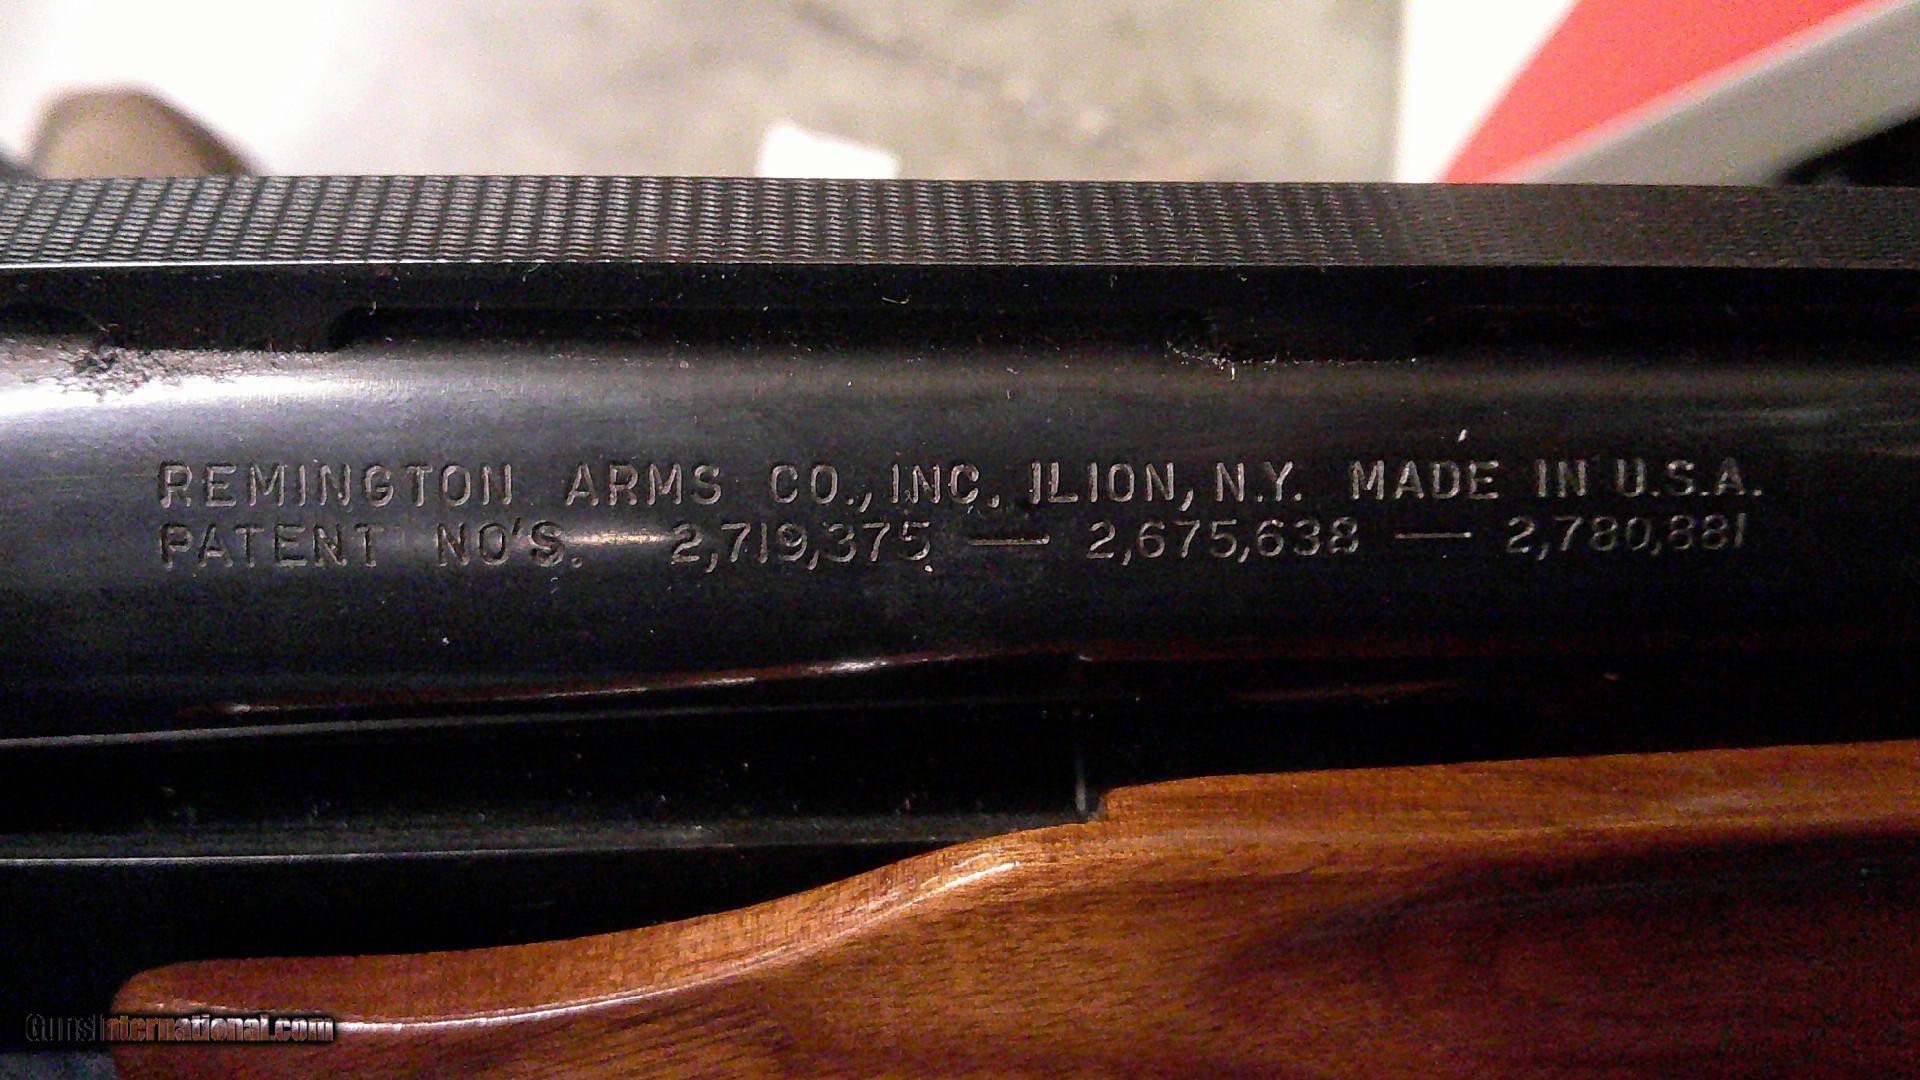 REMINGTON ARMS CO., INC. ILION, N.Y. MADE IN U.S.A.
PATENT NO'S. — 2,719,375 — 2,675,638 — 2,780,881
GunsInternational.com